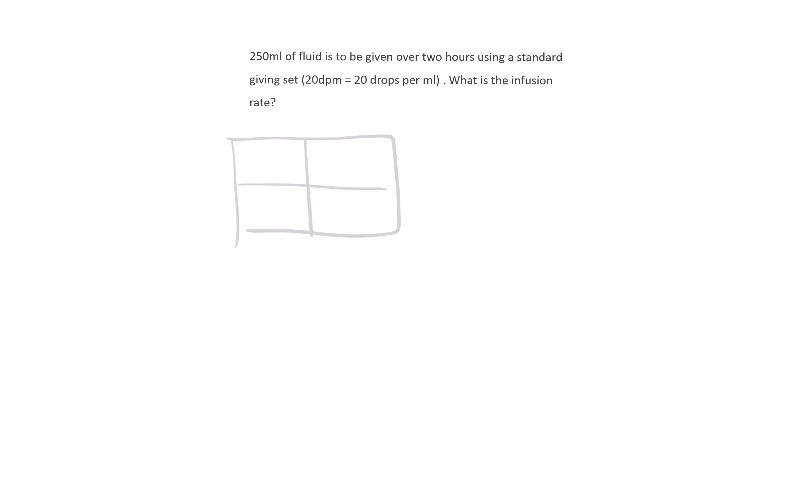 250ml of fluid is to be given over two hours using a standard
giving set (20dpm = 20 drops per ml) . What is the infusion
rate?